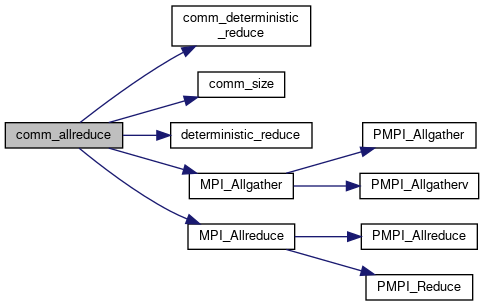 comm_deterministic
_reduce
comm_size
comm_allreduce
deterministic_reduce
PMPI_Allgather
MPI_Allgather
PMPI_Allgatherv
MPI_Allreduce
PMPI_Allreduce
PMPI_Reduce